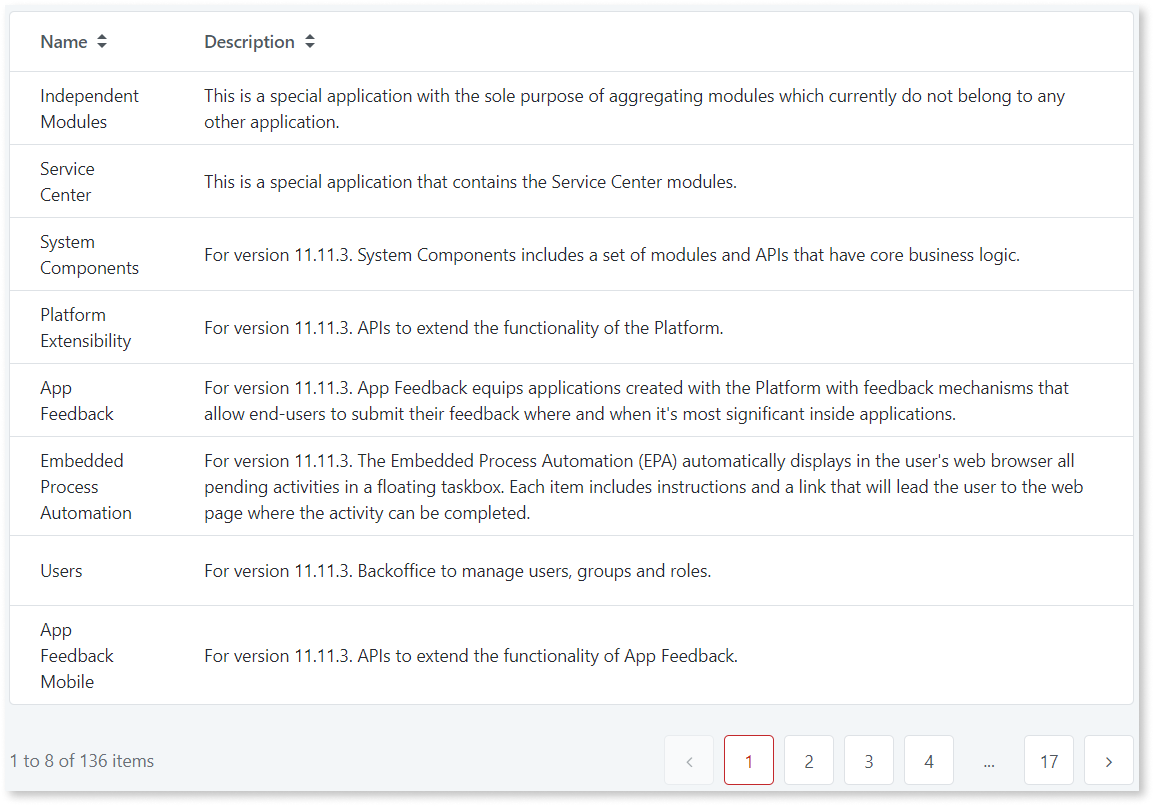 Name Description
Independent
Modules
This is a special application with the sole purpose of aggregating modules which currently do not belong to any
other application.
Service
Center
This is a special application that contains the Service Center modules.
System
Components
For version 11.11.3. System Components includes a set of modules and APIs that have core business logic.
Platform
Extensibility
For version 11.11.3. APIs to extend the functionality of the Platform.
App
Feedback
For version 11.11.3. App Feedback equips applications created with the Platform with feedback mechanisms that
allow end-users to submit their feedback where and when it's most significant inside applications.
Embedded
Process
Automation
For version 11.11.3. The Embedded Process Automation (EPA) automatically displays in the user's web browser all
pending activities in a floating taskbox. Each item includes instructions and a link that will lead the user to the web
page where the activity can be completed.
Users
For version 11.11.3. Backoffice to manage users, groups and roles.
App
Feedback
Mobile
For version 11.11.3. APIs to extend the functionality of App Feedback.
1 to 8 of 136 items
‹ 1 2 3 4 ... 17 ›